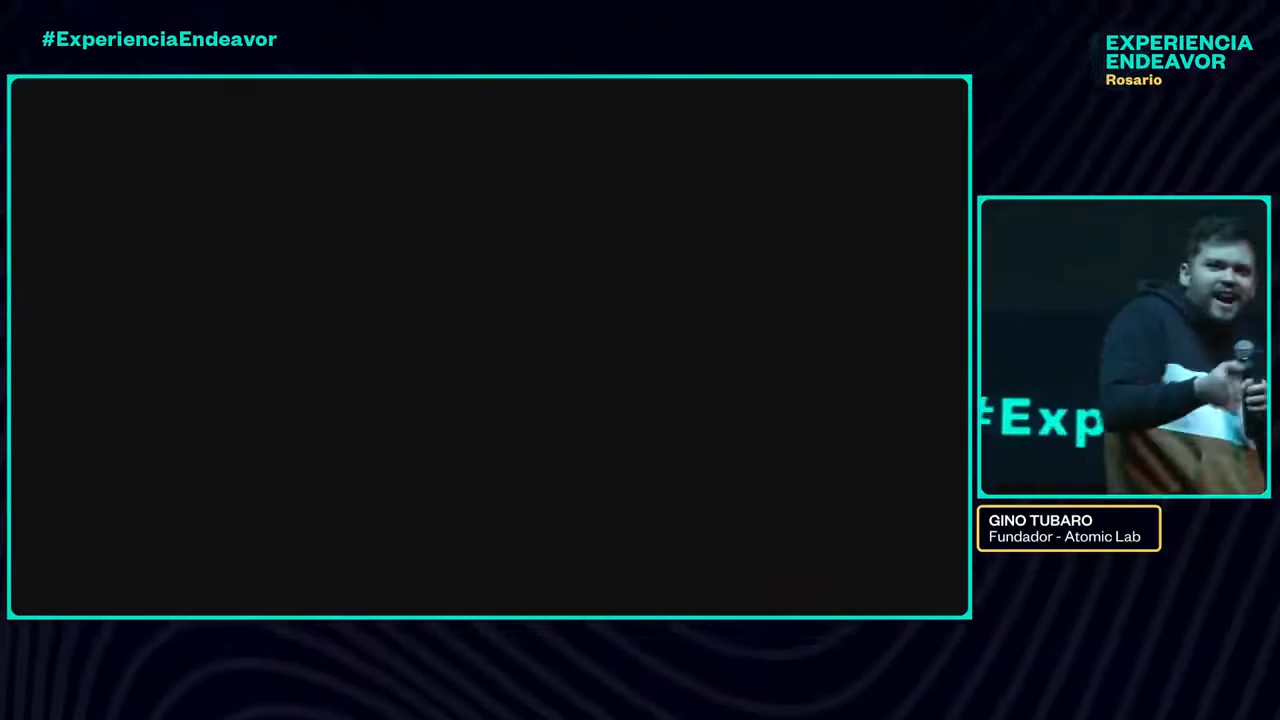 #ExperienciaEndeavor
EXPERIENCIA
ENDEAVOR
Rosario
#Exp
GINO TUBARO
Fundador - Atomic Lab